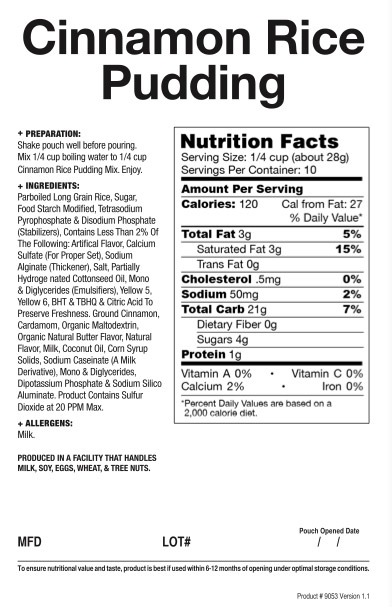 Cinnamon Rice
Pudding
+ PREPARATION:
Shake pouch well before pouring.
Mix 1/4 cup boiling water to 1/4 cup
Cinnamon Rice Pudding Mix. Enjoy.
+ INGREDIENTS:
Parboiled Long Grain Rice, Sugar,
Food Starch Modified, Tetrasodium
Pyrophosphate & Disodium Phosphate
(Stabilizers), Contains Less Than 2% Of
The Following: Artifical Flavor, Calcium
Sulfate (For Proper Set), Sodium
Alginate (Thickener), Salt, Partially
Hydroge nated Cottonseed Oil, Mono
& Diglycerides (Emulsifiers), Yellow 5,
Yellow 6, BHT & TBHQ & Citric Acid To
Preserve Freshness. Ground Cinnamon,
Cardamom, Organic Maltodextrin,
Organic Natural Butter Flavor, Natural
Flavor, Milk, Coconut Oil, Corn Syrup
Solids, Sodium Caseinate (A Milk
Derivative), Mono & Diglycerides,
Dipotassium Phosphate & Sodium Silico
Aluminate. Product Contains Sulfur
Dioxide at 20 PPM Max.
+ ALLERGENS:
Milk.
PRODUCED IN A FACILITY THAT HANDLES
MILK, SOY, EGGS, WHEAT, & TREE NUTS.
Nutrition Facts
Serving Size: 1/4 cup (about 28g)
Servings Per Container: 10
Amount Per Serving
Calories: 120 Cal from Fat: 27
% Daily Value*
Total Fat 3g 5%
Saturated Fat 3g 15%
Trans Fat 0g
Cholesterol .5mg 0%
Sodium 50mg 2%
Total Carb 21g 7%
Dietary Fiber 0g
Sugars 4g
Protein 1g
Vitamin A 0% • Vitamin C 0%
Calcium 2% • Iron 0%
*Percent Daily Values are based on a
2,000 calorie diet.
Pouch Opened Date
MFD LOT# / /
To ensure nutritional value and taste, product is best if used within 6-12 months of opening under optimal storage conditions.
Product # 9053 Version 1.1